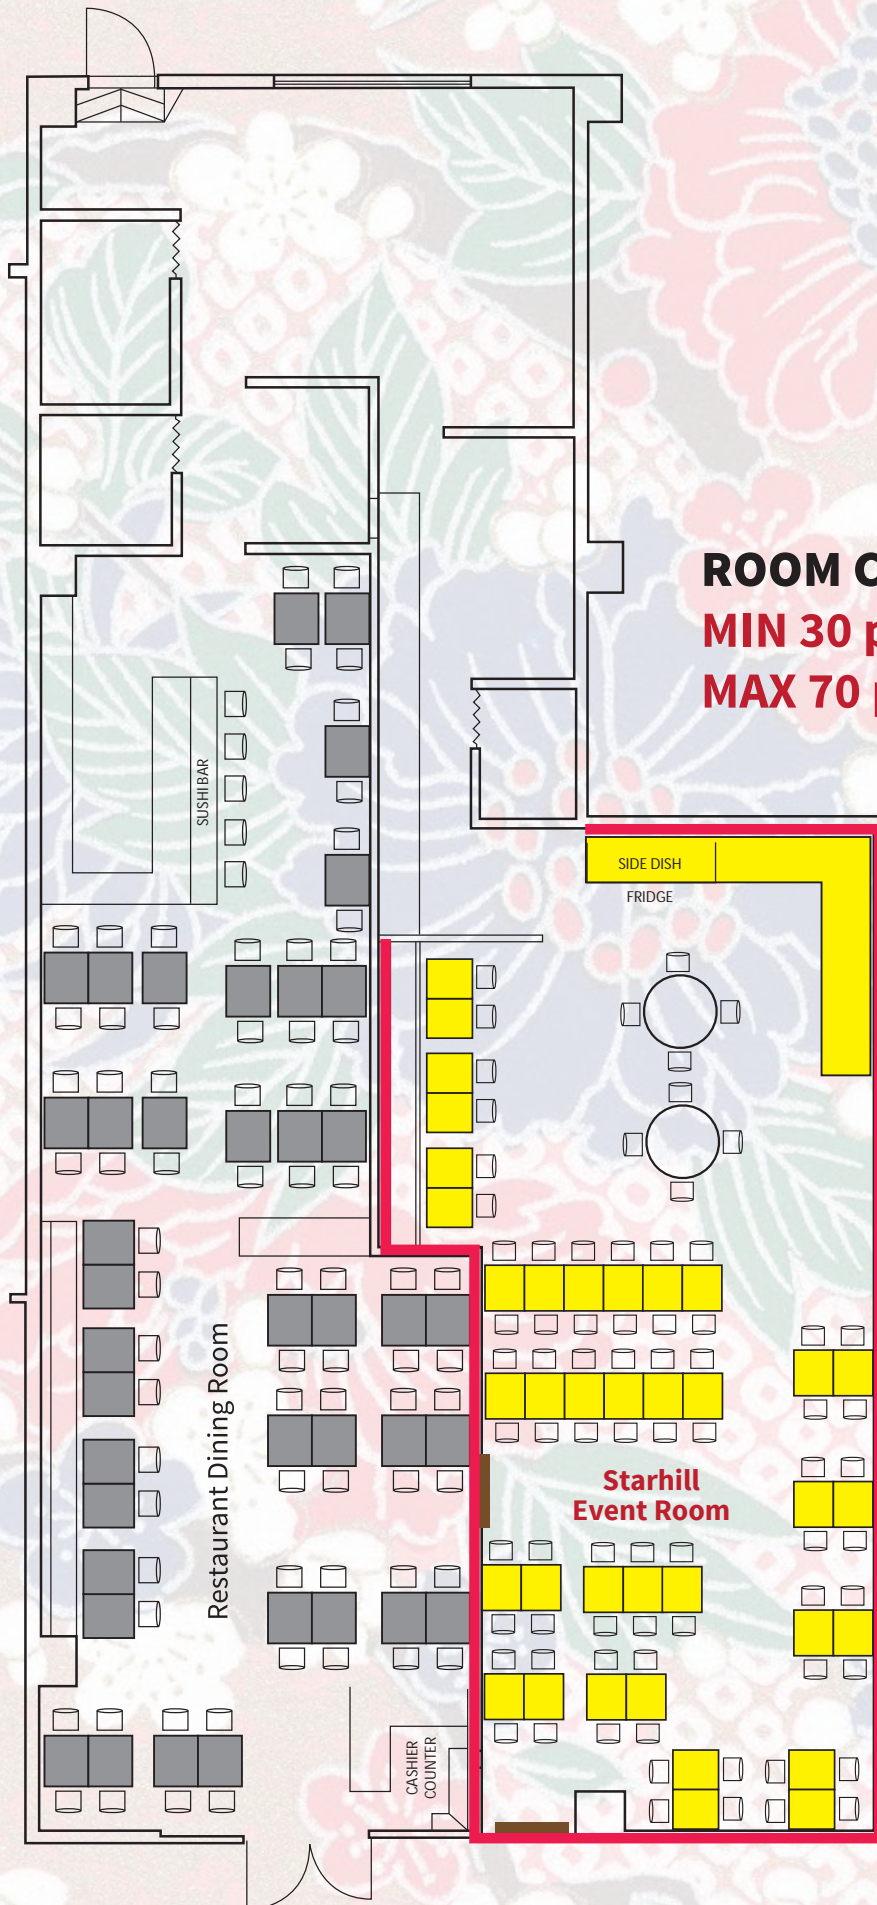 ROOM C
MIN 30 p
MAX 70 p
SUSHI BAR
SIDE DISH
FRIDGE
Restaurant Dining Room
Starhill
Event Room
CASHIER
COUNTER